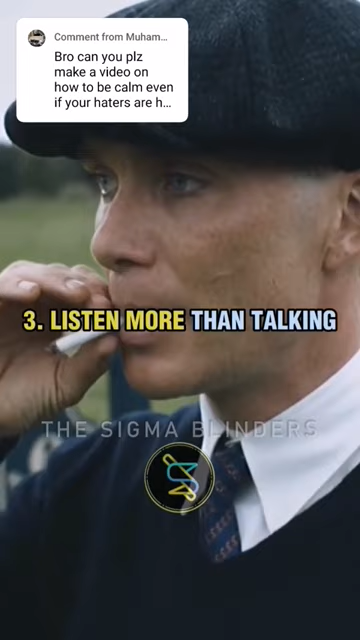 Comment from Muham...
Bro can you plz
make a video on
how to be calm even
if your haters are h...
3. LISTEN MORE THAN TALKING
THE SIGMA BLINDERS